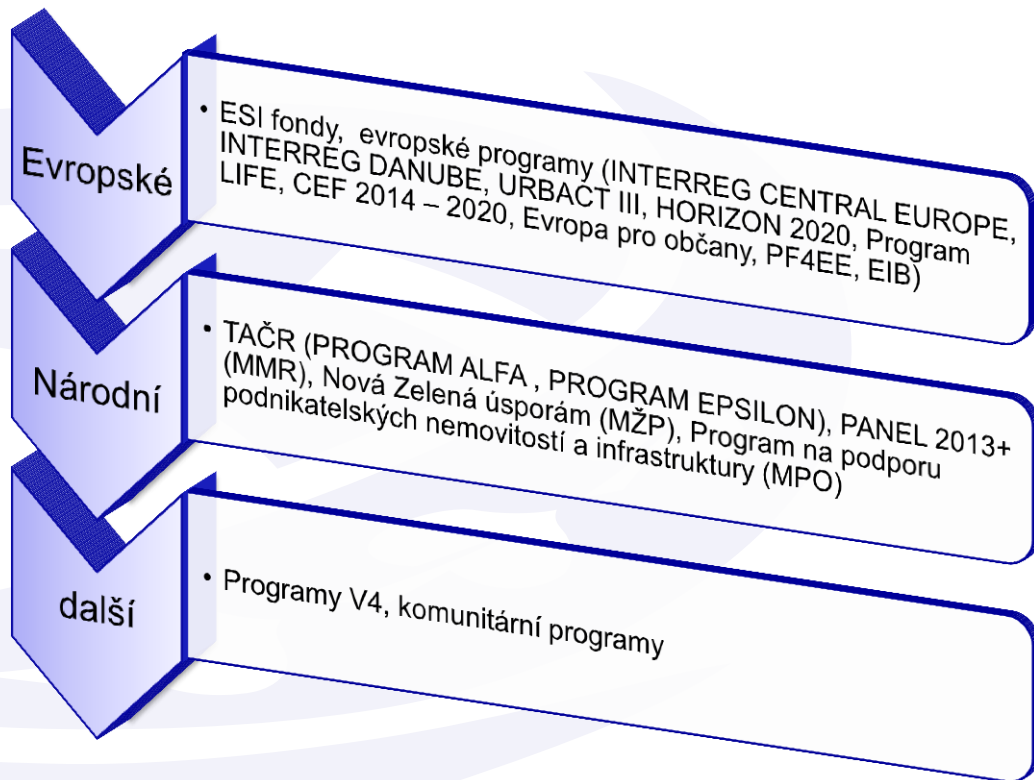 Evropské
• ESI fondy, evropské programy (INTERREG CENTRAL EUROPE,
INTERREG DANUBE, URBACT III, HORIZON 2020, Program
LIFE, CEF 2014 – 2020, Evropa pro občany, PF4EE, EIB)
Národní
• TAČR (PROGRAM ALFA , PROGRAM EPSILON), PANEL 2013+
(MMR), Nová Zelená úsporám (MŽP), Program na podporu
podnikatelských nemovitostí a infrastruktury (MPO)
další
• Programy V4, komunitární programy